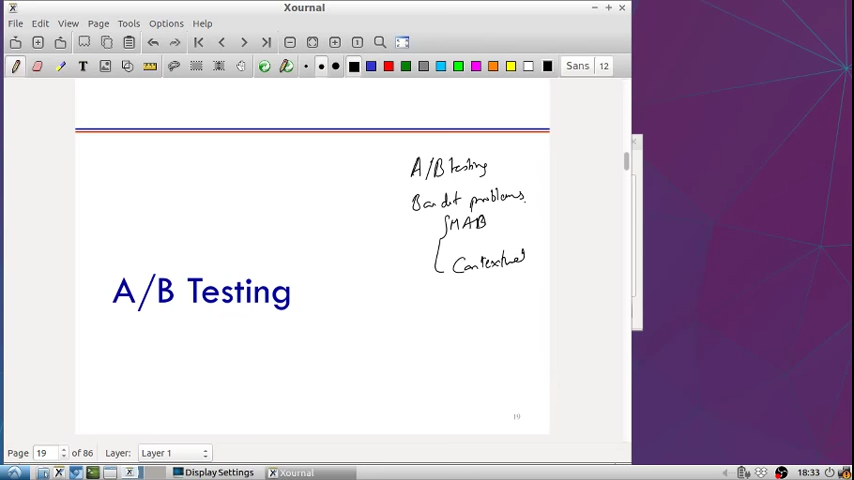 Xournal
File Edit View Page Tools Options Help
Sans 12
A/B testing
Bandit problems.
MAB
Contextual
A/B Testing
19
Page 19 of 86 Layer: Layer 1
Display Settings Xournal 18:33